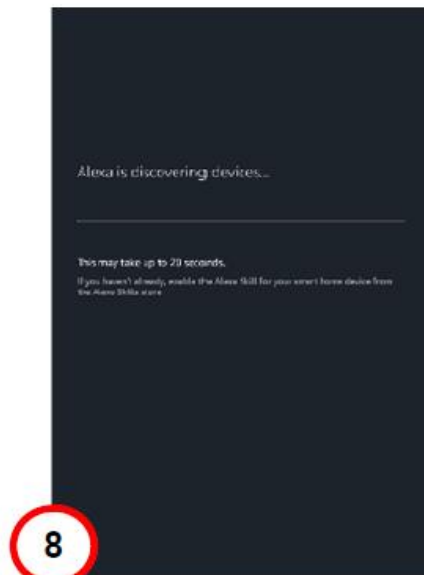 Alexa is discovering devices...
This may take up to 20 seconds.
If you haven't already, enable the Alexa Skill for your smart home device from
the Alexa Skills store
8